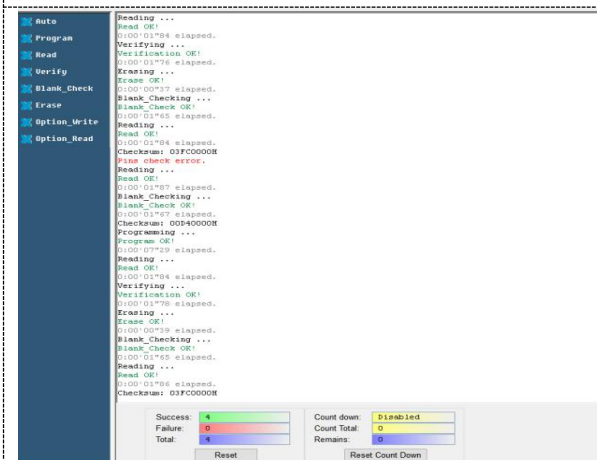 Auto
Program
Read
Verify
Blank_Check
Erase
Option_Write
Option_Read
Reading ...
Read OK!
0:00'01"84 elapsed.
Verifying ...
Verification OK!
0:00'01"76 elapsed.
Erasing ...
Erase OK!
0:00'00"37 elapsed.
Blank_Checking ...
Blank_Check OK!
0:00'01"65 elapsed.
Reading ...
Read OK!
0:00'01"84 elapsed.
Checksum: 03FC0000H
Pins check error.
Reading ...
Read OK!
0:00'01"87 elapsed.
Blank_Checking ...
Blank_Check OK!
0:00'01"67 elapsed.
Checksum: 00D40000H
Programming ...
Program OK!
0:00'07"29 elapsed.
Reading ...
Read OK!
0:00'01"84 elapsed.
Verifying ...
Verification OK!
0:00'01"78 elapsed.
Erasing ...
Erase OK!
0:00'00"39 elapsed.
Blank_Checking ...
Blank_Check OK!
0:00'01"65 elapsed.
Reading ...
Read OK!
0:00'01"86 elapsed.
Checksum: 03FC0000H
Success: 4 Count down: Disabled
Failure: 0 Count Total: 0
Total: 4 Remains: 0
Reset Reset Count Down